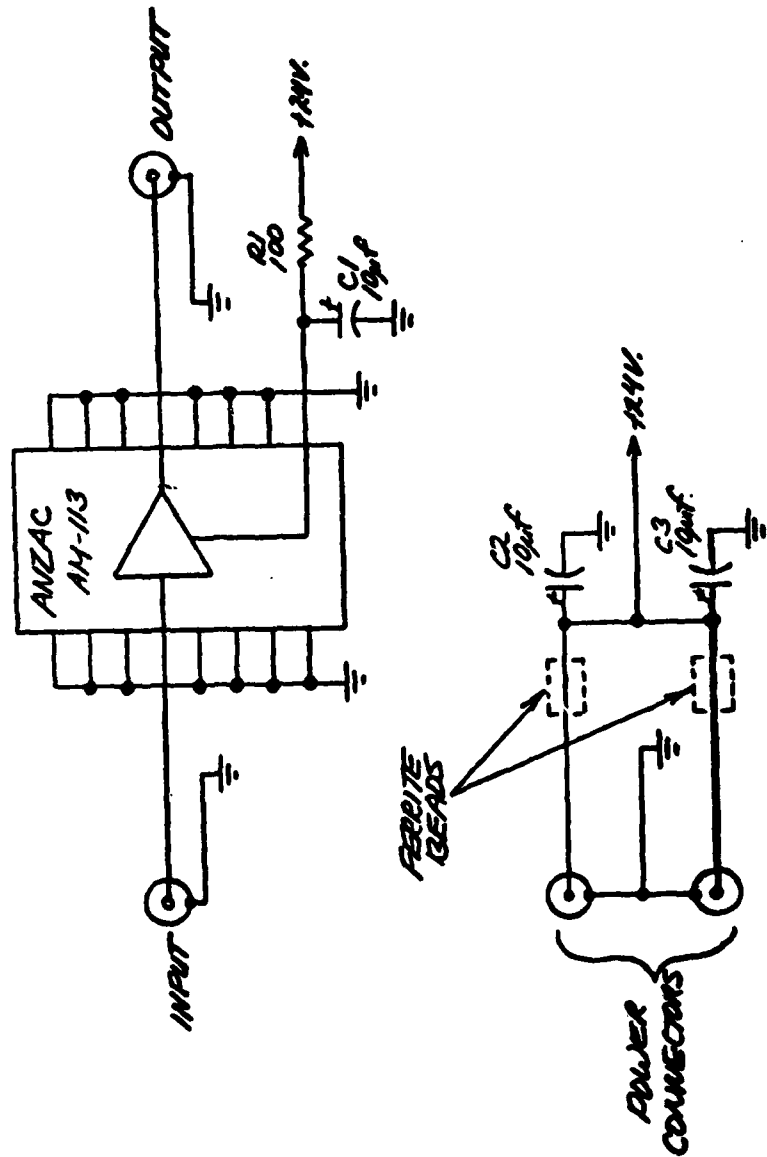 INPUT
ANZAC
AM-113
OUTPUT
R1
100
+24V.
C1
10µf
FERRITE
BEADS
POWER
CONNECTORS
C2
10µf
+24V.
C3
10µf.